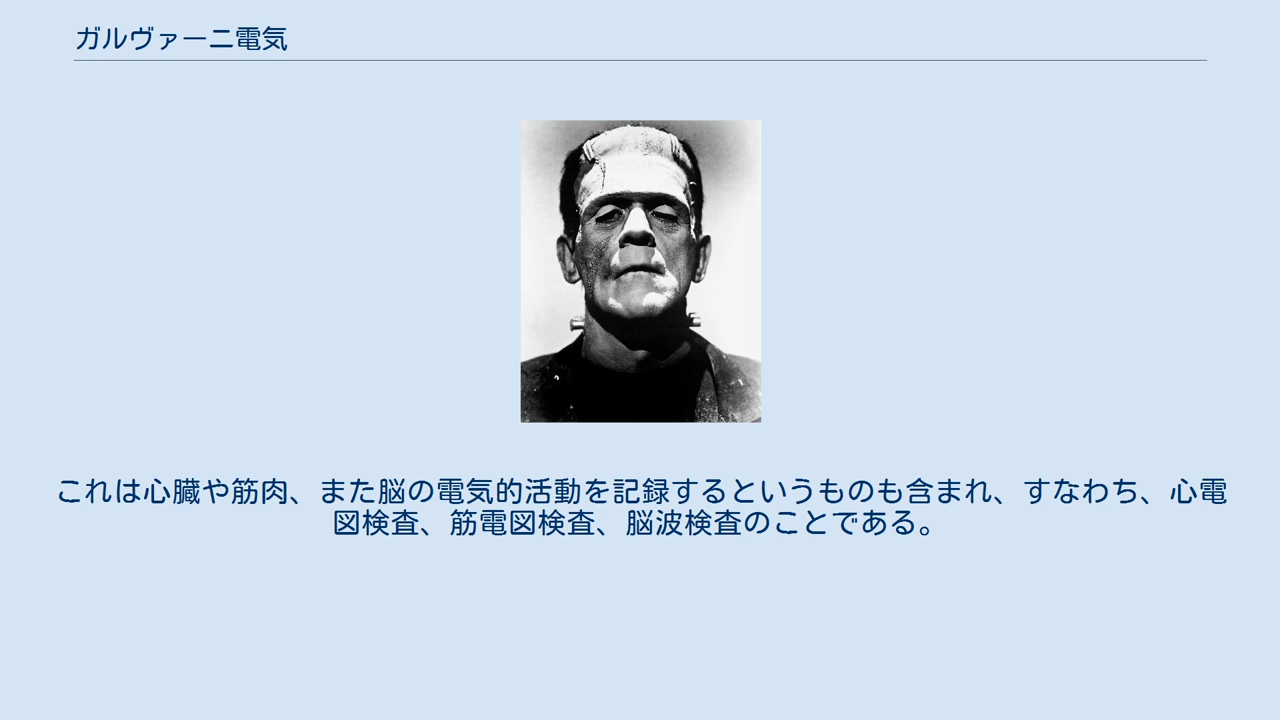 ガルヴァーニ電気
これは心臓や筋肉、また脳の電気的活動を記録するというものも含まれ、すなわち、心電
図検査、筋電図検査、脳波検査のことである。